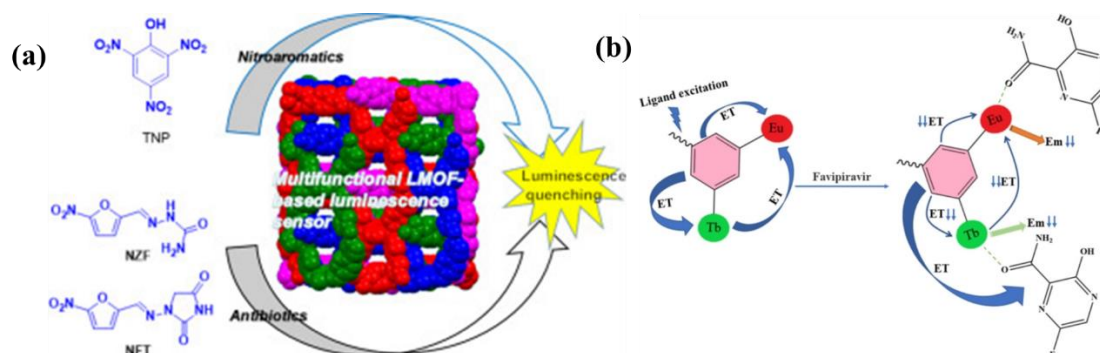 (a)
OH
O₂N
NO₂
NO₂
TNP
O₂N
N
NH
O
H₂N
NZF
O₂N
O
O
N
N
NH
O
NFT
Nitroaromatics
Multifunctional LMOF-
based luminescence
sensor
Antibiotics
Luminescence
quenching
(b)
Ligand excitation
ET
Eu
ET
ET
Tb
Favipiravir
HO
H₂N
O
N
Eu
ET
Em
ET
ET
Tb
Em
ET
NH₂
O
OH
N
N